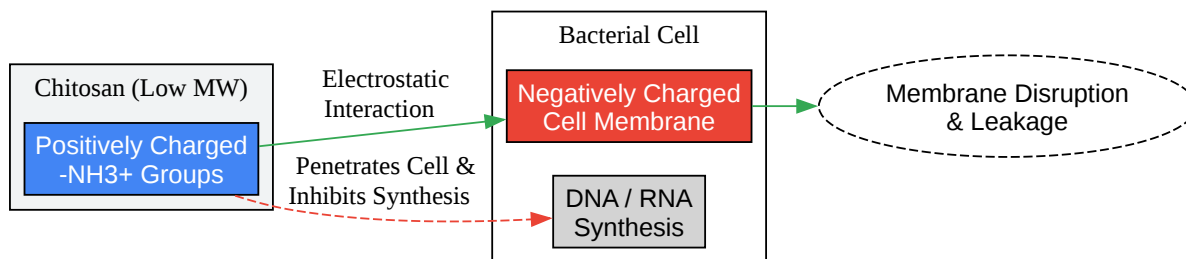 Chitosan (Low MW)
Positively Charged
-NH3+ Groups
Electrostatic
Interaction
Penetrates Cell &
Inhibits Synthesis
Bacterial Cell
Negatively Charged
Cell Membrane
DNA / RNA
Synthesis
Membrane Disruption
& Leakage